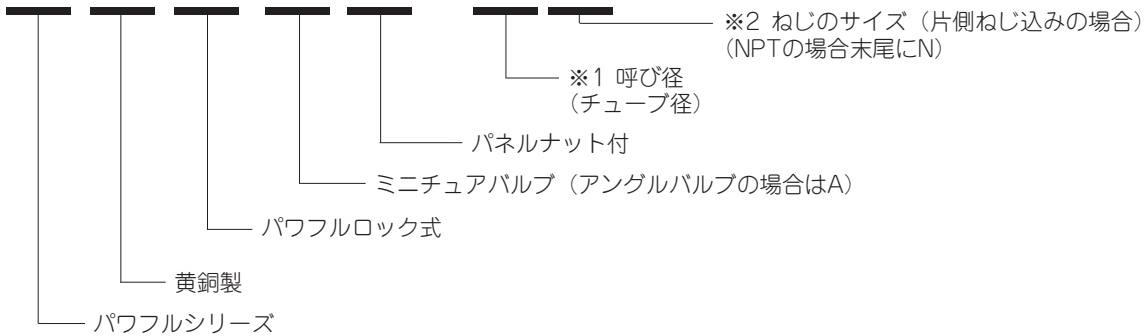 ※2 ねじのサイズ（片側ねじ込みの場合）
（NPTの場合末尾にN）
※1 呼び径
（チューブ径）
パネルナット付
ミニチュアバルブ（アングルバルブの場合はA）
パワフルロック式
黄銅製
パワフルシリーズ